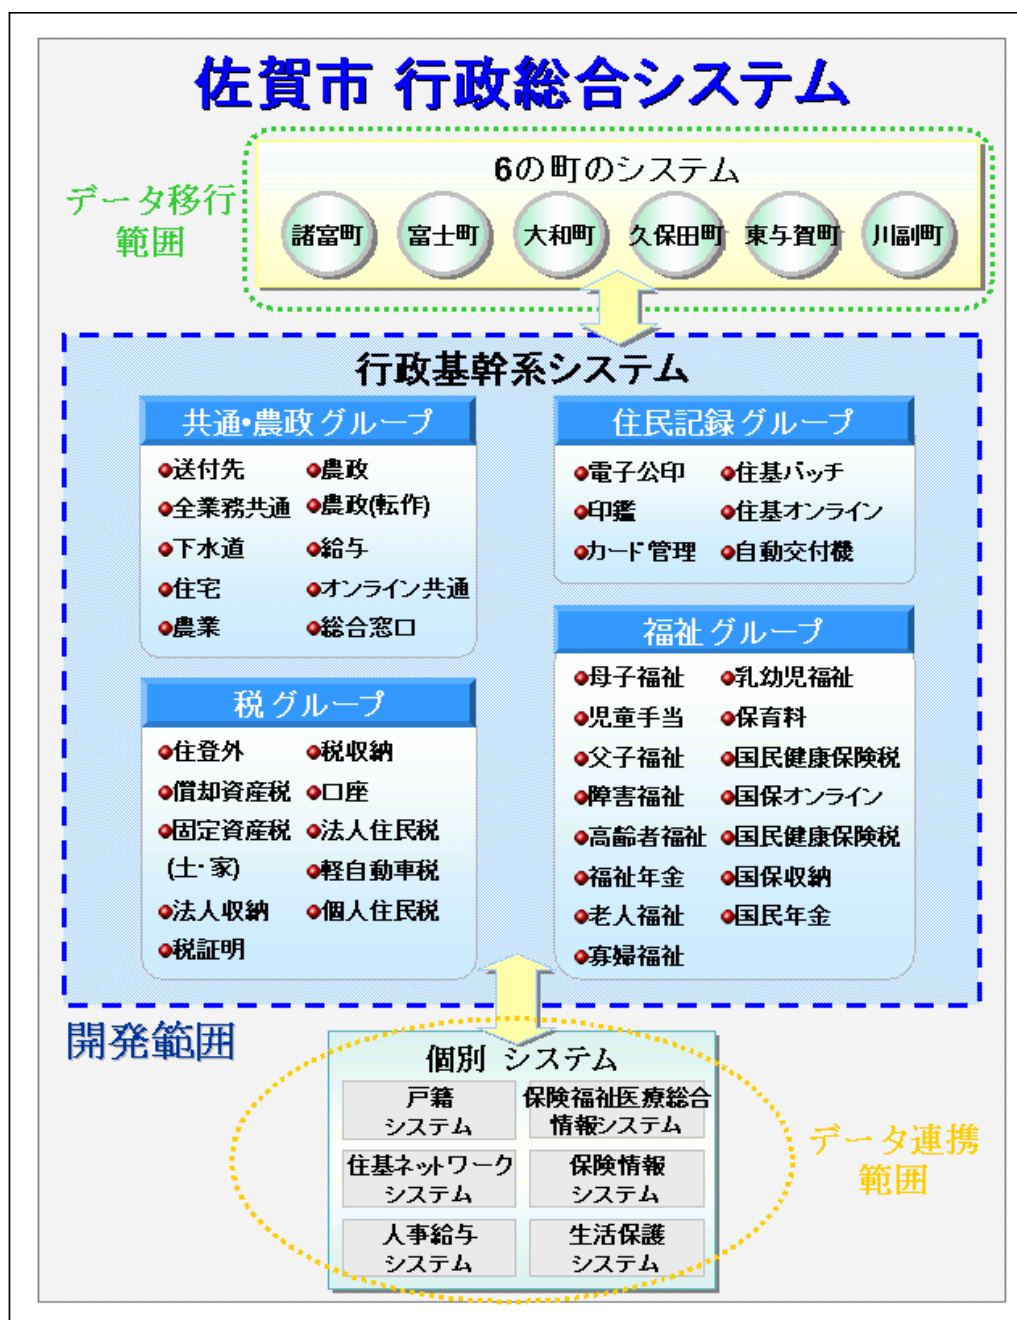 佐賀市 行政総合システム
データ移行
範囲
6の町のシステム
諸富町 富士町 大和町 久保田町 東与賀町 川副町
行政基幹系システム
共通・農政グループ
●送付先 ●農政
●全業務共通 ●農政(転作)
●下水道 ●給与
●住宅 ●オンライン共通
●農業 ●総合窓口
住民記録グループ
●電子公印 ●住基バッチ
●印鑑 ●住基オンライン
●カード管理 ●自動交付機
税グループ
●住登外 ●税収納
●償却資産税 ●口座
●固定資産税 ●法人住民税
(土・家) ●軽自動車税
●法人収納 ●個人住民税
●税証明
福祉グループ
●母子福祉 ●乳幼児福祉
●児童手当 ●保育料
●父子福祉 ●国民健康保険税
●障害福祉 ●国保オンライン
●高齢者福祉 ●国民健康保険税
●福祉年金 ●国保収納
●老人福祉 ●国民年金
●寡婦福祉
開発範囲
個別 システム
戸籍
システム
保険福祉医療総合
情報システム
住基ネットワーク
システム
保険情報
システム
人事給与
システム
生活保護
システム
データ連携
範囲